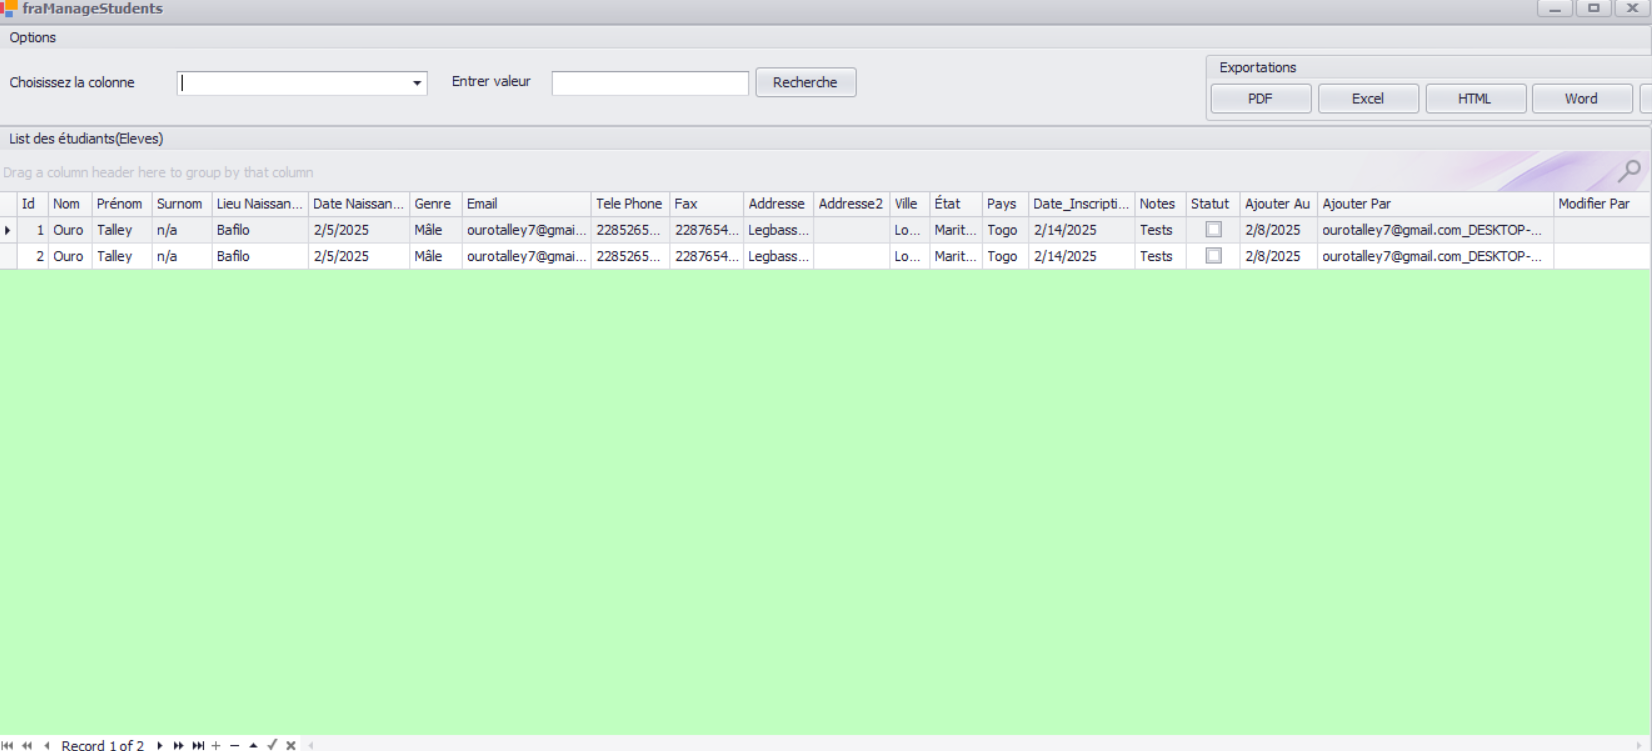 fraManageStudents
Options
Choisissez la colonne Entrer valeur Recherche
Exportations
PDF Excel HTML Word
List des étudiants(Eleves)
Drag a column header here to group by that column
Id Nom Prénom Surnom Lieu Naissan... Date Naissan... Genre Email Tele Phone Fax Addresse Addresse2 Ville État Pays Date_Inscripti... Notes Statut Ajouter Au Ajouter Par Modifier Par
1 Ouro Talley n/a Bafilo 2/5/2025 Mâle ourotalley7@gmai... 2285265... 2287654... Legbass... Lo... Marit... Togo 2/14/2025 Tests 2/8/2025 ourotalley7@gmail.com_DESKTOP-...
2 Ouro Talley n/a Bafilo 2/5/2025 Mâle ourotalley7@gmai... 2285265... 2287654... Legbass... Lo... Marit... Togo 2/14/2025 Tests 2/8/2025 ourotalley7@gmail.com_DESKTOP-...
Record 1 of 2